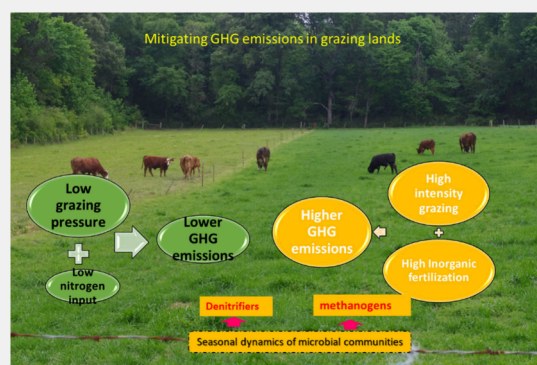 Mitigating GHG emissions in grazing lands
Low
grazing
pressure
Low
nitrogen
input
Lower
GHG
emissions
Higher
GHG
emissions
High
intensity
grazing
High Inorganic
fertilization
Denitrifiers
methanogens
Seasonal dynamics of microbial communities